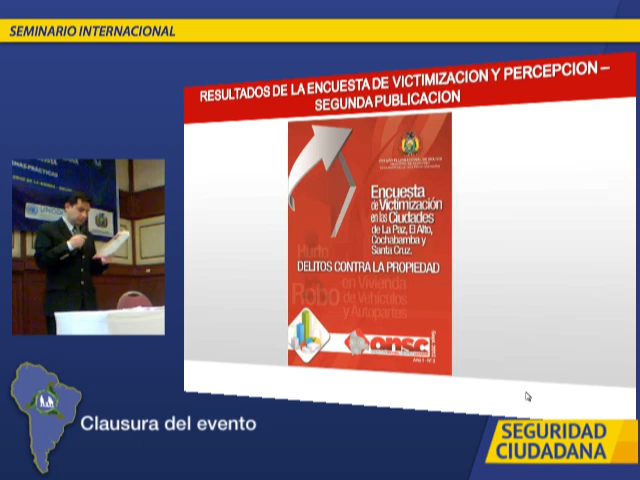 SEMINARIO INTERNACIONAL
RESULTADOS DE LA ENCUESTA DE VICTIMIZACION Y PERCEPCION –
SEGUNDA PUBLICACION
Encuesta
de Victimización
en las Ciudades
de La Paz, El Alto,
Cochabamba y
Santa Cruz.
Hurto
DELITOS CONTRA LA PROPIEDAD
Robo
en Vivienda
de Vehículos
y Autopartes
onsc
Clausura del evento
SEGURIDAD
CIUDADANA